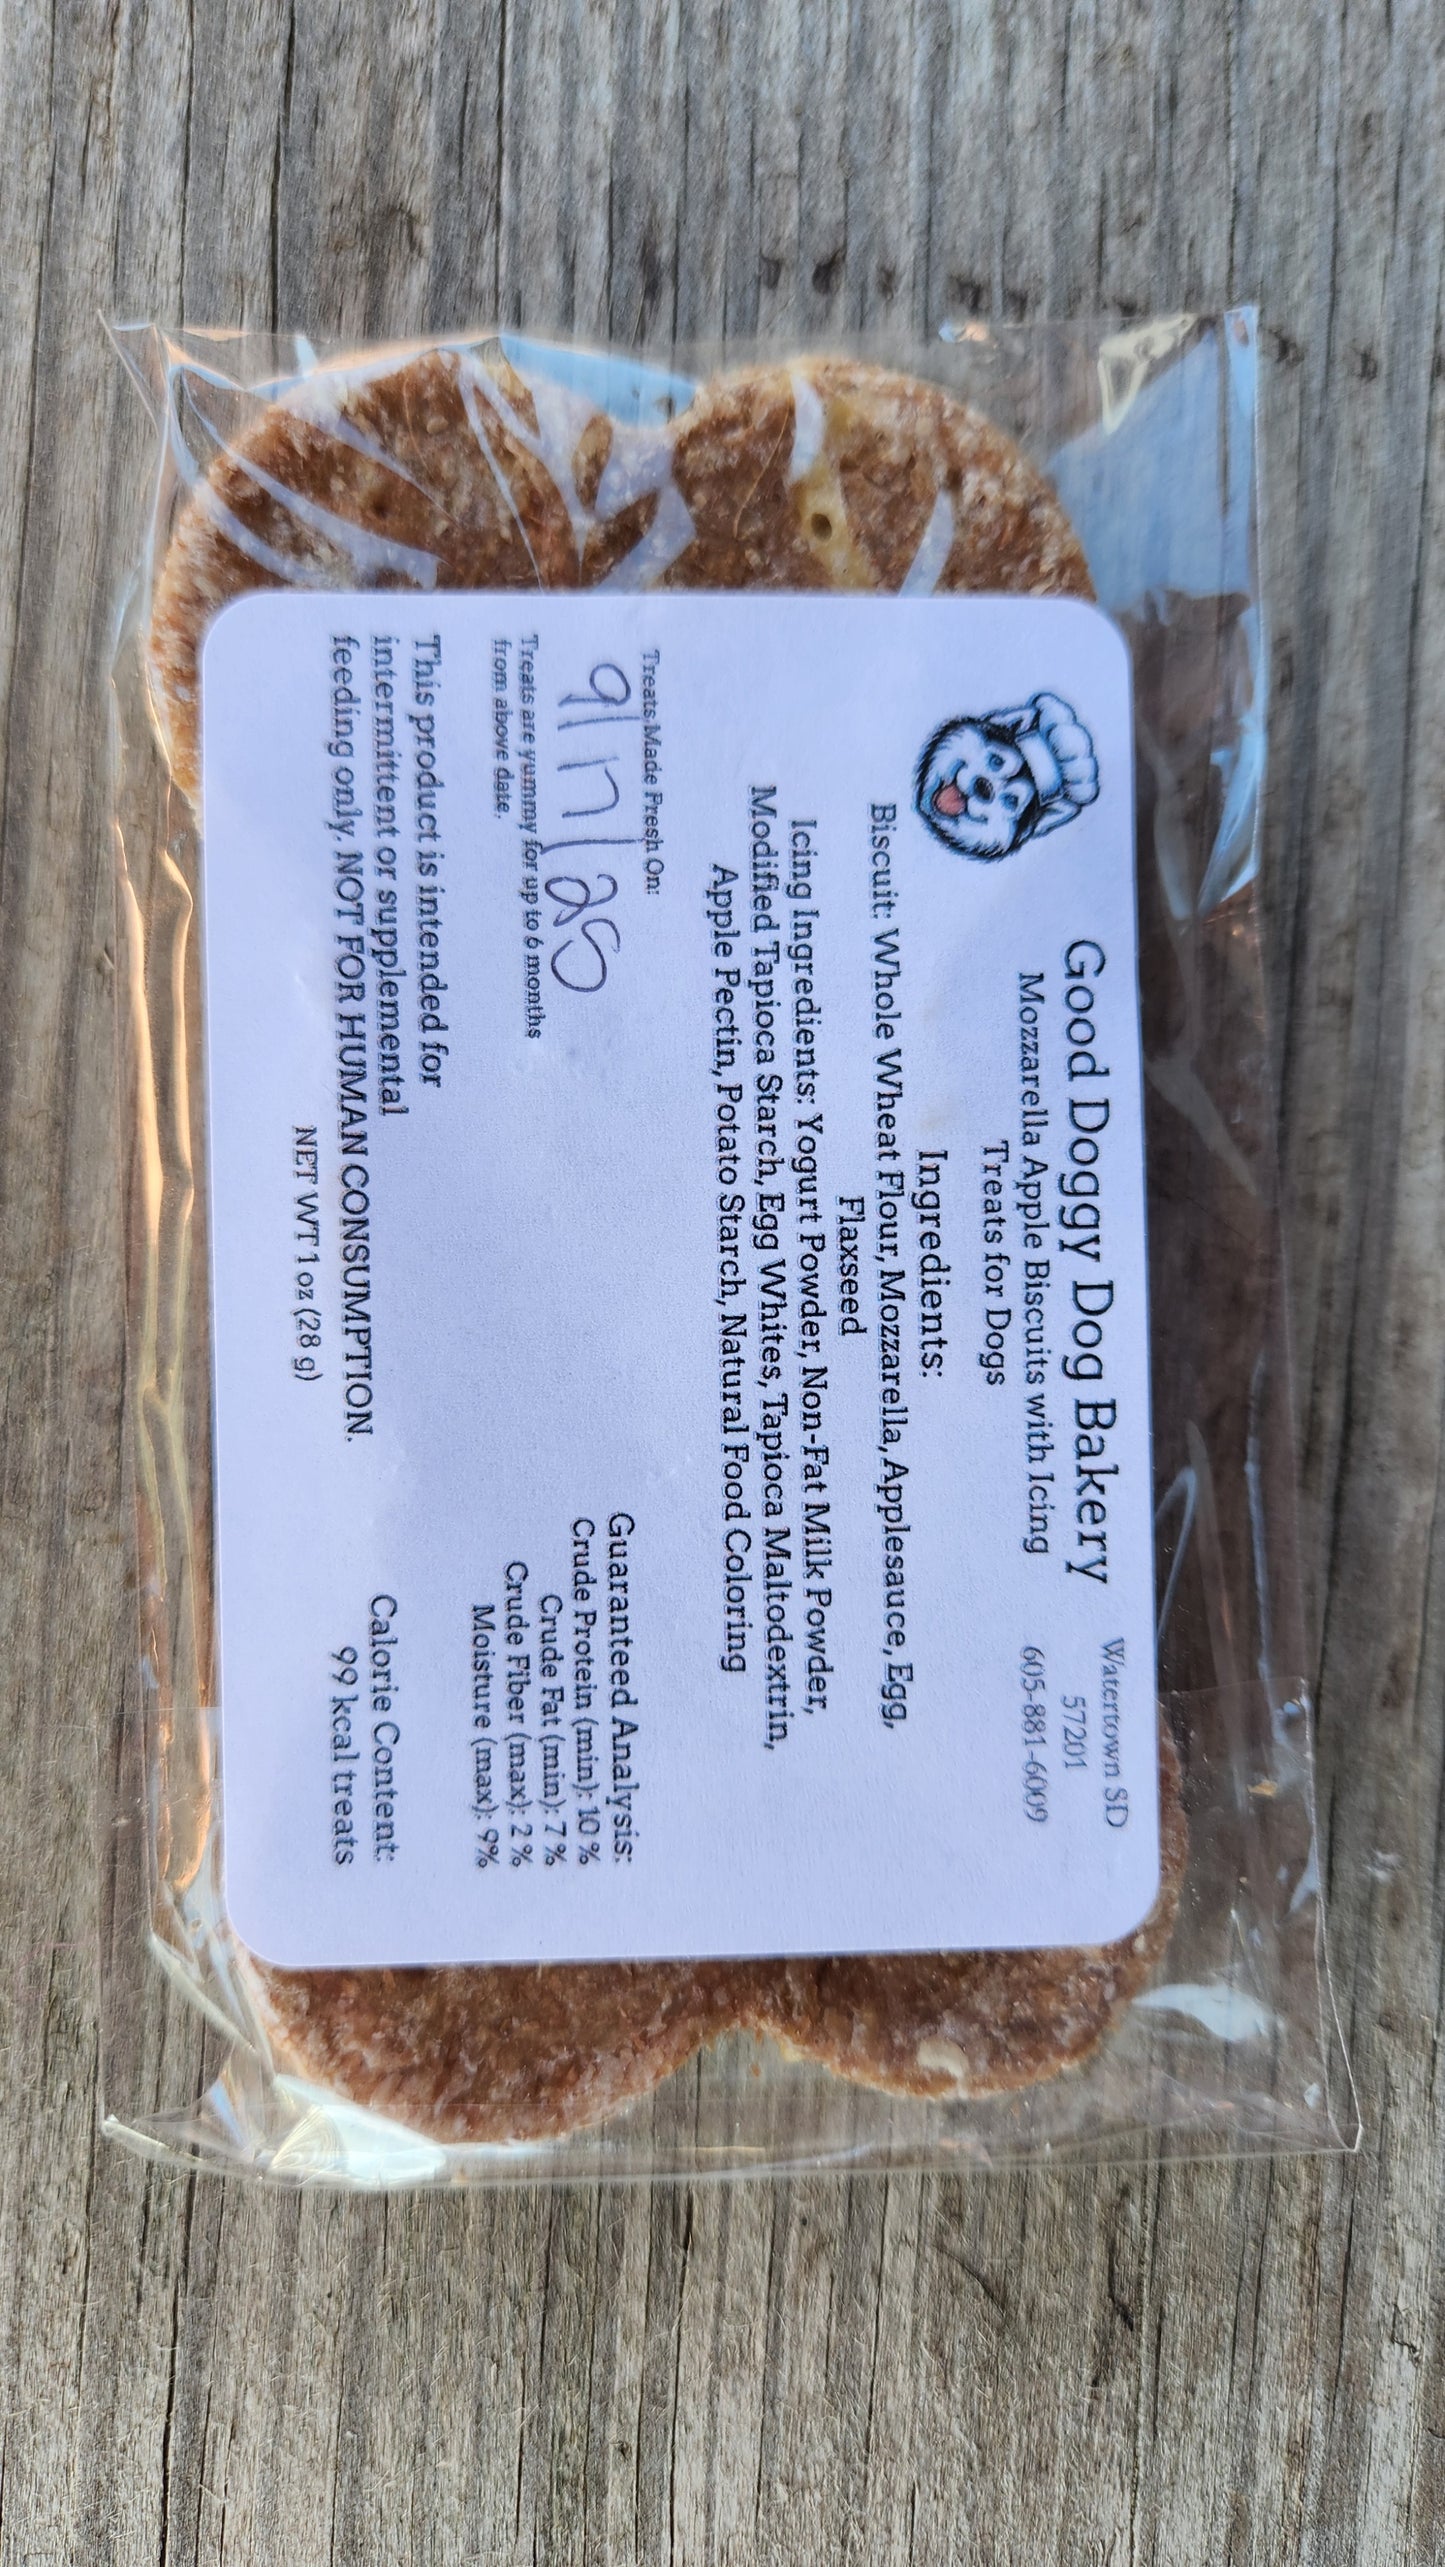 Good Doggy Dog Bakery
Mozzarella Apple Biscuits with Icing
Treats for Dogs
Watertown SD
57201
605-881-6009
Ingredients:
Biscuit: Whole Wheat Flour, Mozzarella, Applesauce, Egg,
Flaxseed
Icing Ingredients: Yogurt Powder, Non-Fat Milk Powder,
Modified Tapioca Starch, Egg Whites, Tapioca Maltodextrin,
Apple Pectin, Potato Starch, Natural Food Coloring
Treats Made Fresh On:
9/17/25
Treats are yummy for up to 6 months
from above date.
This product is intended for
intermittent or supplemental
feeding only. NOT FOR HUMAN CONSUMPTION.
NET WT 1 oz (28 g)
Guaranteed Analysis:
Crude Protein (min): 10 %
Crude Fat (min): 7 %
Crude Fiber (max): 2 %
Moisture (max): 9%
Calorie Content:
99 kcal treats